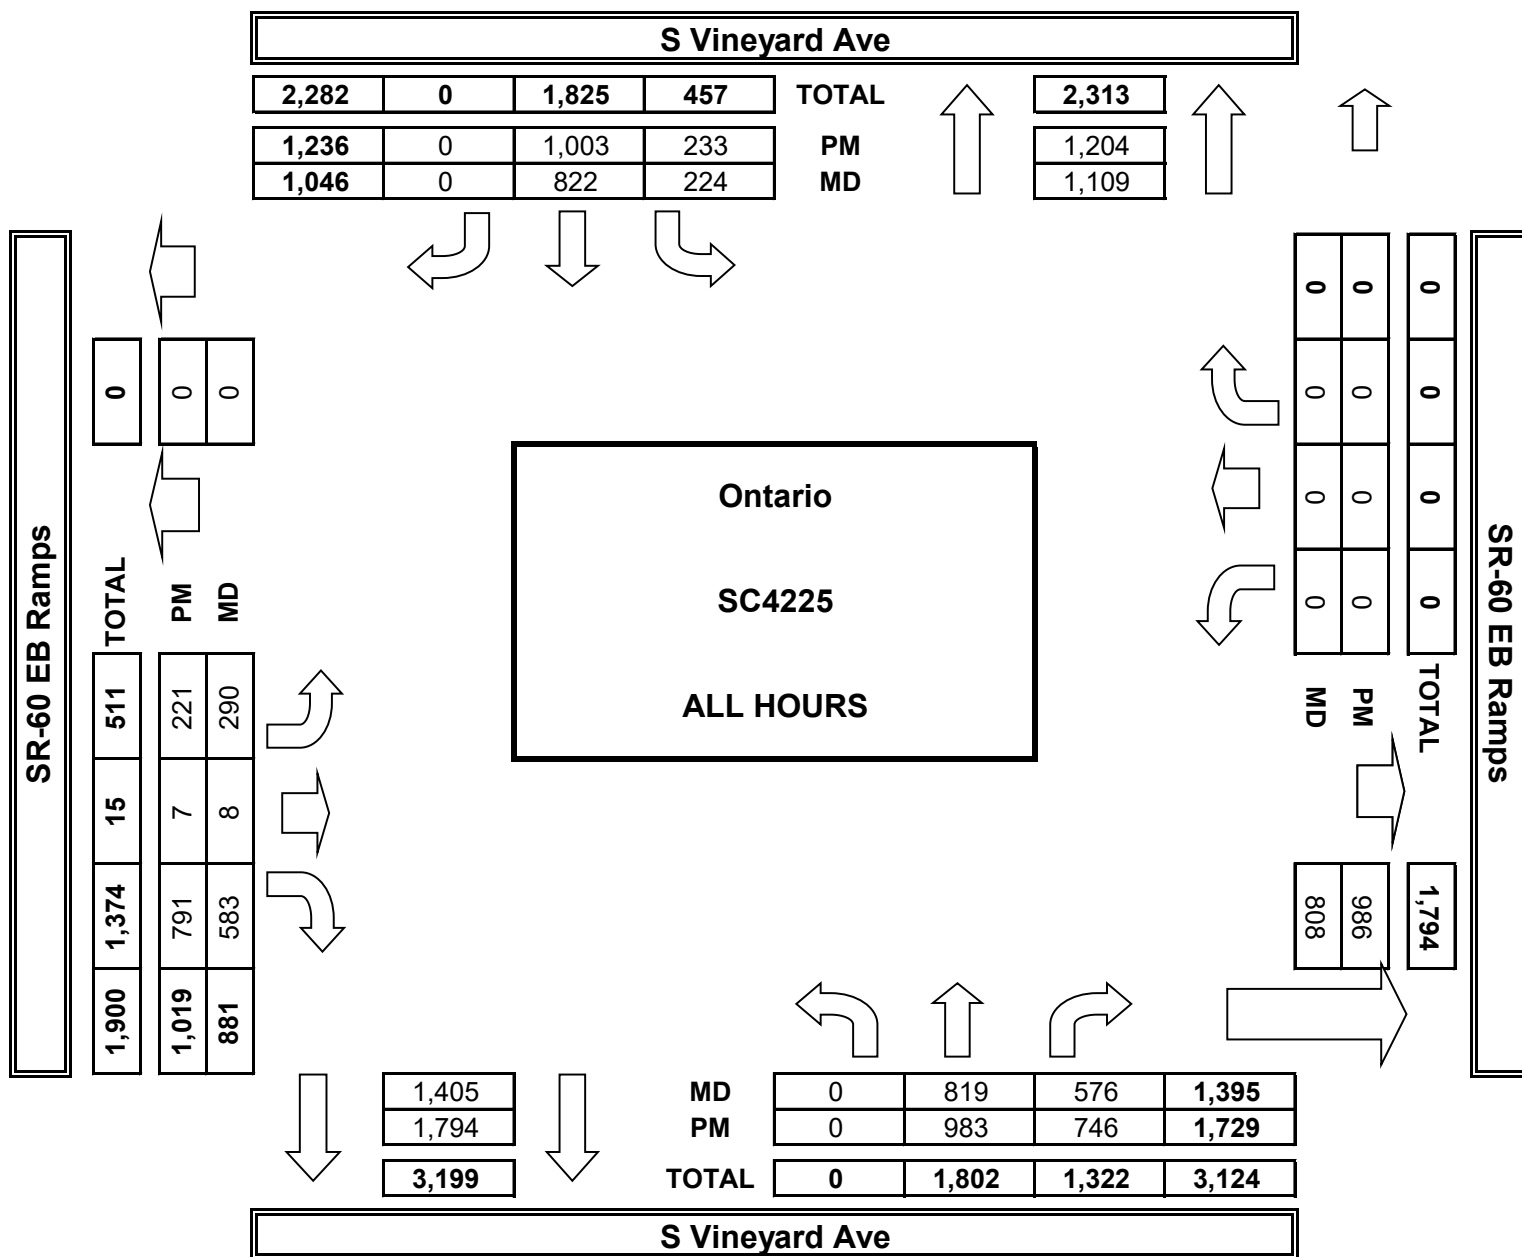 S Vineyard Ave
2,282 0 1,825 457 TOTAL 2,313
1,236 0 1,003 233 PM 1,204
1,046 0 822 224 MD 1,109
SR-60 EB Ramps
0 0 0
TOTAL PM MD
511 221 290
15 7 8
1,374 791 583
1,900 1,019 881
Ontario
SC4225
ALL HOURS
0 0 0
0 0 0
0 0 0
0 0 0
MD PM TOTAL
808 986 1,794
SR-60 EB Ramps
1,405 MD 0 819 576 1,395
1,794 PM 0 983 746 1,729
3,199 TOTAL 0 1,802 1,322 3,124
S Vineyard Ave